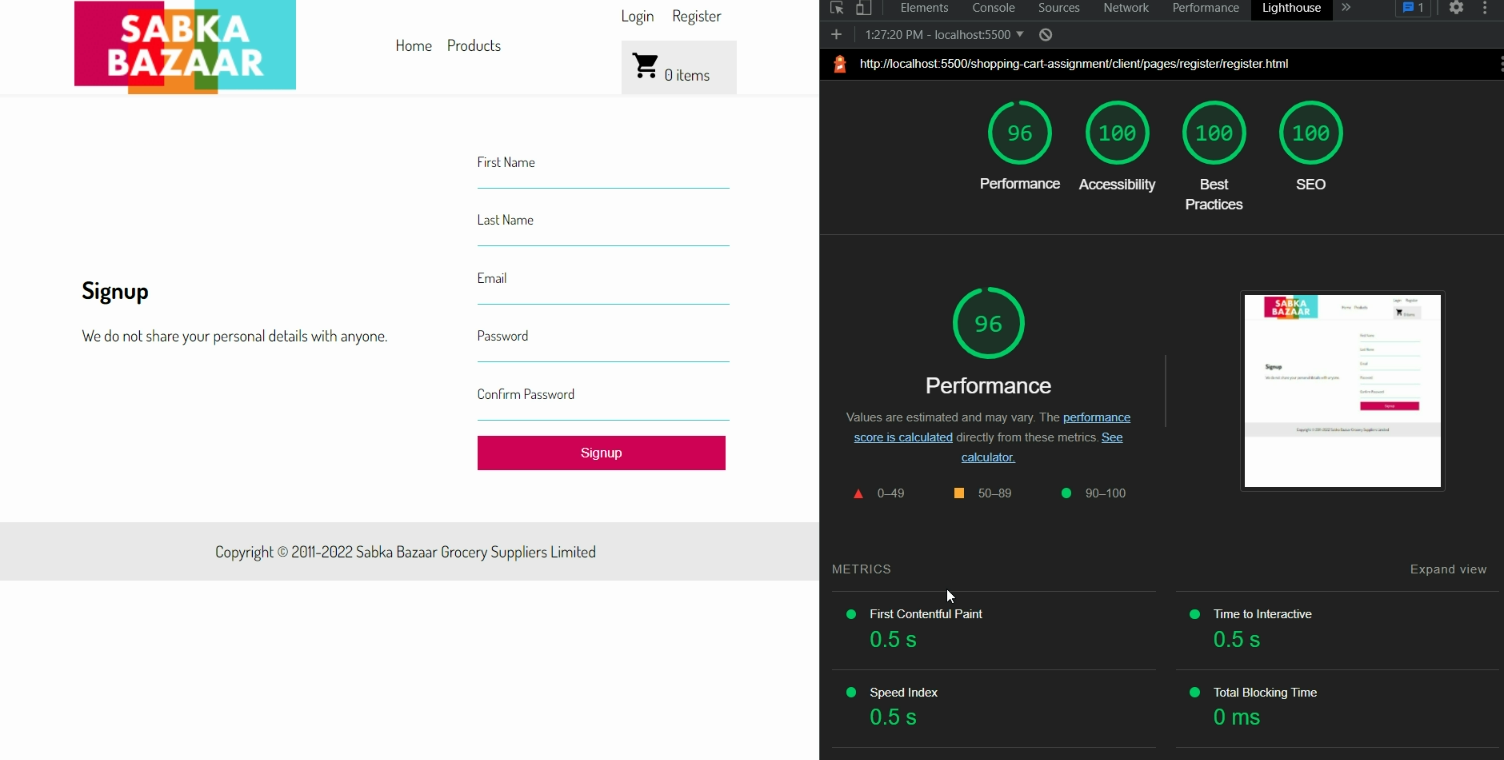 SABKA
BAZAAR
Home Products
Login Register
0 items
First Name
Last Name
Email
Password
Confirm Password
Signup
Signup
We do not share your personal details with anyone.
Copyright © 2011-2022 Sabka Bazaar Grocery Suppliers Limited
Elements Console Sources Network Performance Lighthouse » 1
+ 1:27:20 PM - localhost:5500
http://localhost:5500/shopping-cart-assignment/client/pages/register/register.html
96 100 100 100
Performance Accessibility Best Practices SEO
96
Performance
Values are estimated and may vary. The performance
score is calculated directly from these metrics. See
calculator.
0–49 50–89 90–100
SABKA
BAZAAR
Signup
METRICS Expand view
First Contentful Paint
0.5 s
Time to Interactive
0.5 s
Speed Index
0.5 s
Total Blocking Time
0 ms